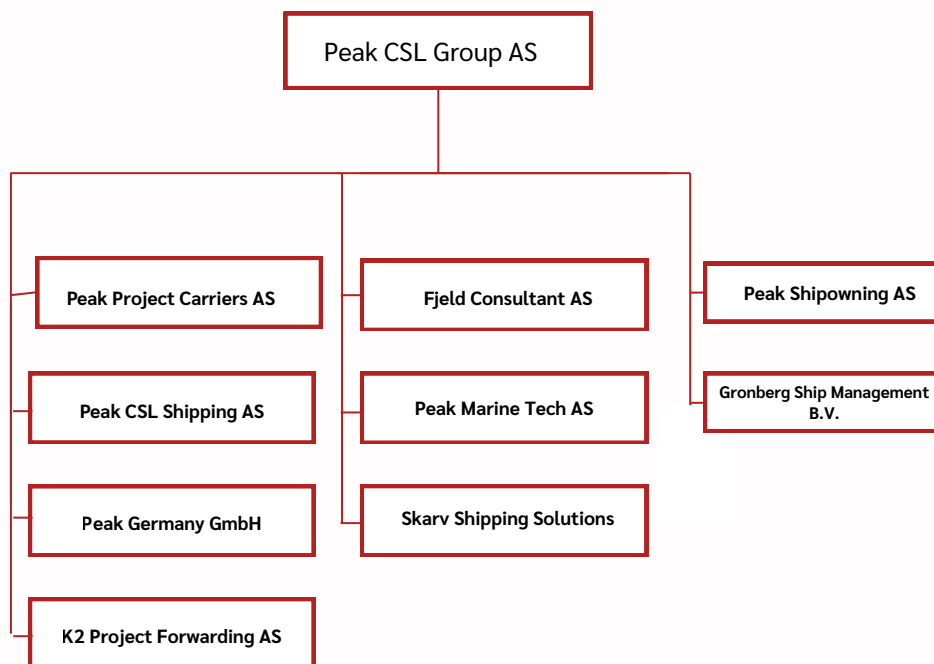 Peak CSL Group AS
Peak Project Carriers AS
Peak CSL Shipping AS
Peak Germany GmbH
K2 Project Forwarding AS
Fjeld Consultant AS
Peak Marine Tech AS
Skarv Shipping Solutions
Peak Shipowning AS
Gronberg Ship Management
B.V.